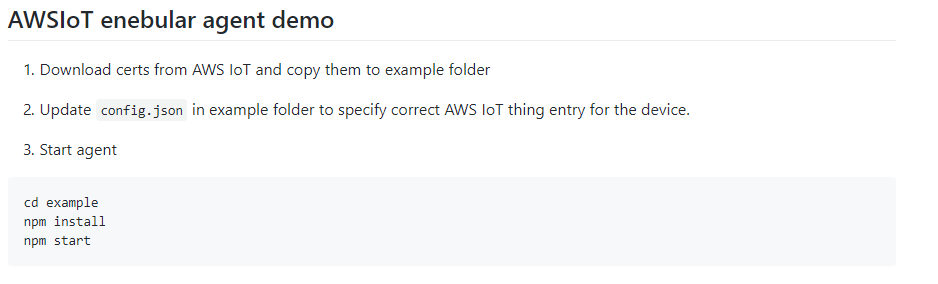 AWSIoT enebular agent demo
1. Download certs from AWS IoT and copy them to example folder
2. Update config.json in example folder to specify correct AWS IoT thing entry for the device.
3. Start agent
cd example
npm install
npm start